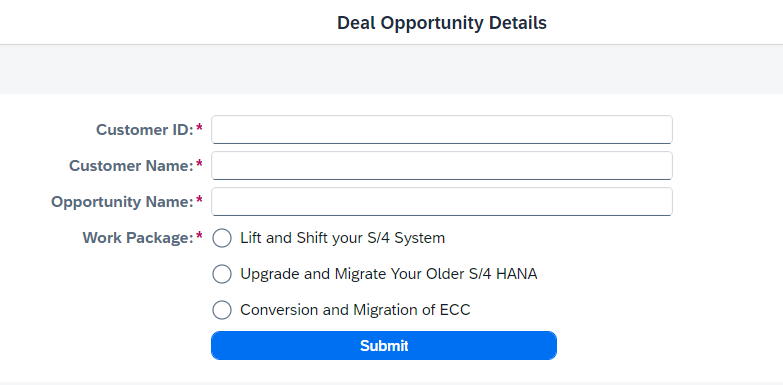 Deal Opportunity Details
Customer ID:*
Customer Name:*
Opportunity Name:*
Work Package:* Lift and Shift your S/4 System
Upgrade and Migrate Your Older S/4 HANA
Conversion and Migration of ECC
Submit